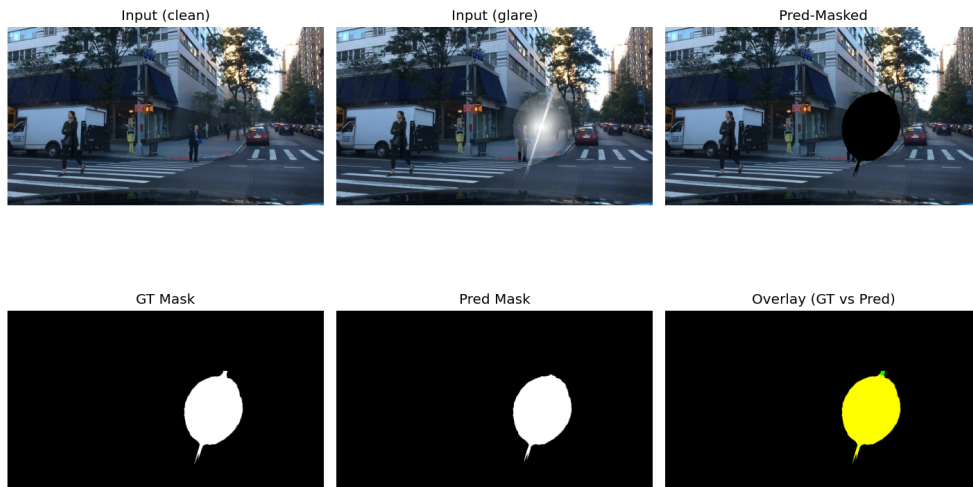 Input (clean)
Input (glare)
Pred-Masked
GT Mask
Pred Mask
Overlay (GT vs Pred)